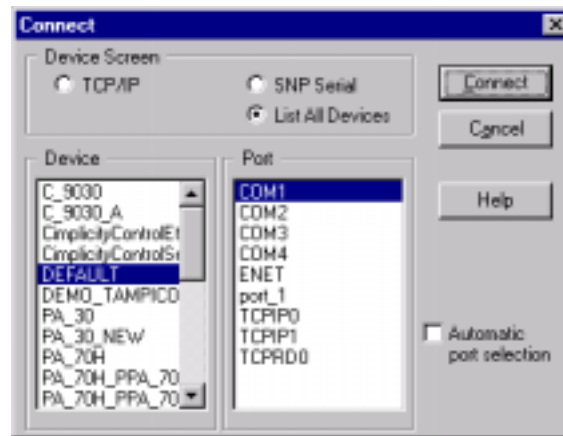 Connect
Device Screen
TCP/IP
SNP Serial
List All Devices
Connect
Cancel
Help
Device
C_9030
C_9030_A
CimplicityControlEt
CimplicityControlSe
DEFAULT
DEMO_TAMPICO
PA_30
PA_30_NEW
PA_70H
PA_70H_PPA_70
PA_70H_PPA_70
Port
COM1
COM2
COM3
COM4
ENET
port_1
TCPIP0
TCPIP1
TCPRD0
Automatic
port selection